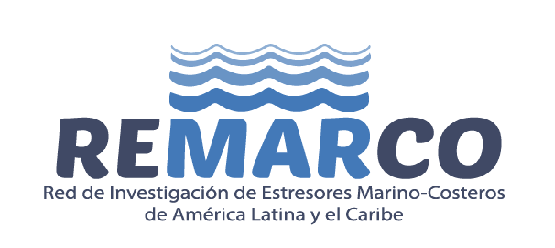 REMARCO
Red de Investigación de Estresores Marino-Costeros
de América Latina y el Caribe